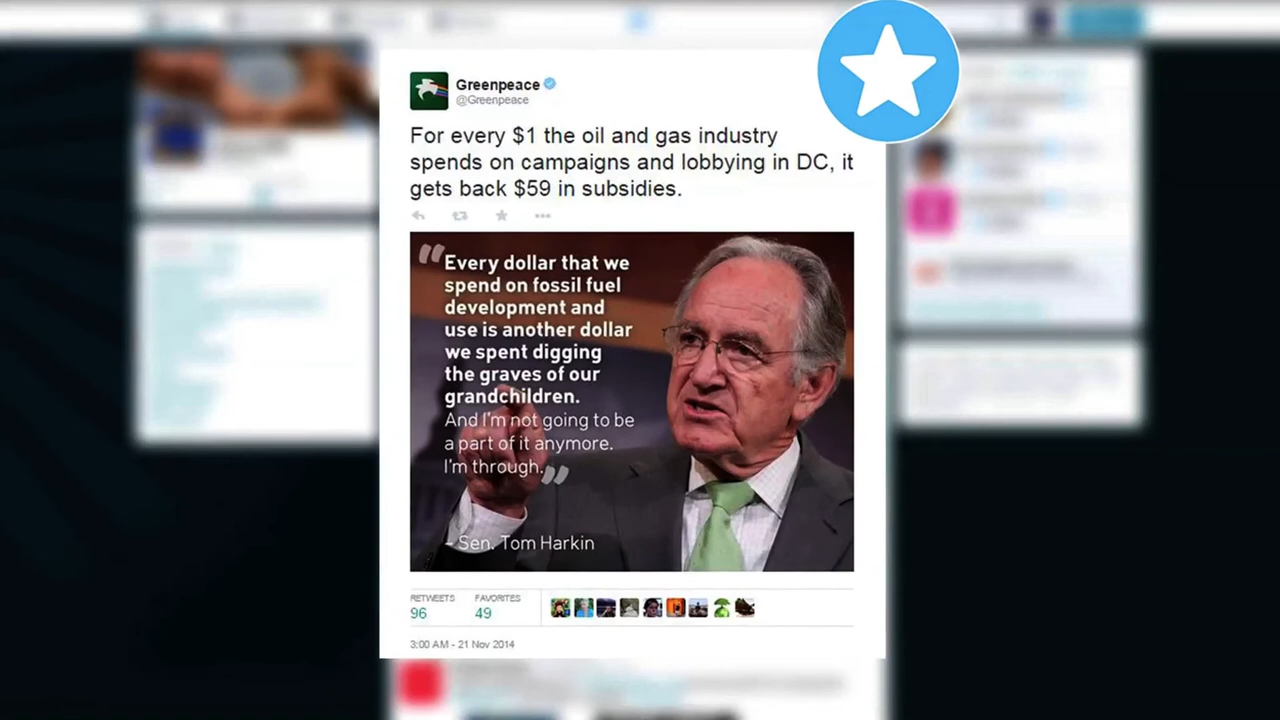 Greenpeace
@Greenpeace
For every $1 the oil and gas industry
spends on campaigns and lobbying in DC, it
gets back $59 in subsidies.
“Every dollar that we
spend on fossil fuel
development and
use is another dollar
we spent digging
the graves of our
grandchildren.
And I'm not going to be
a part of it anymore.
I'm through.”
- Sen. Tom Harkin
RETWEETS FAVORITES
96 49
3:00 AM - 21 Nov 2014